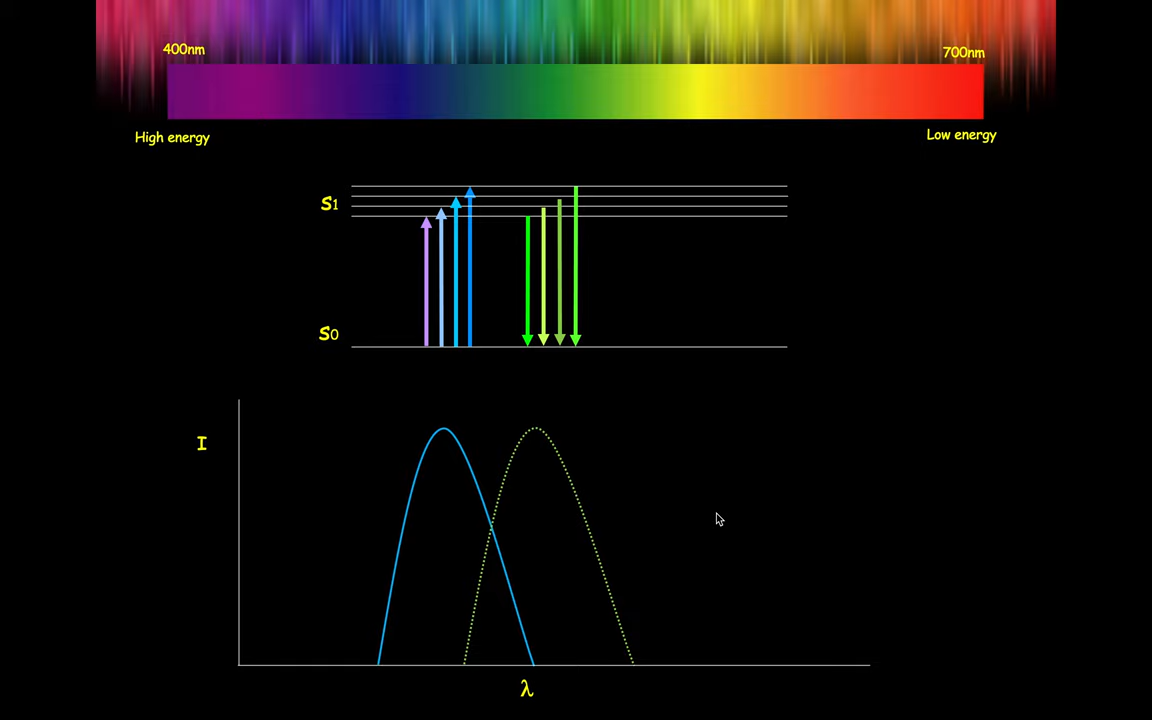 400nm
700nm
High energy
Low energy
S1
S0
I
λ